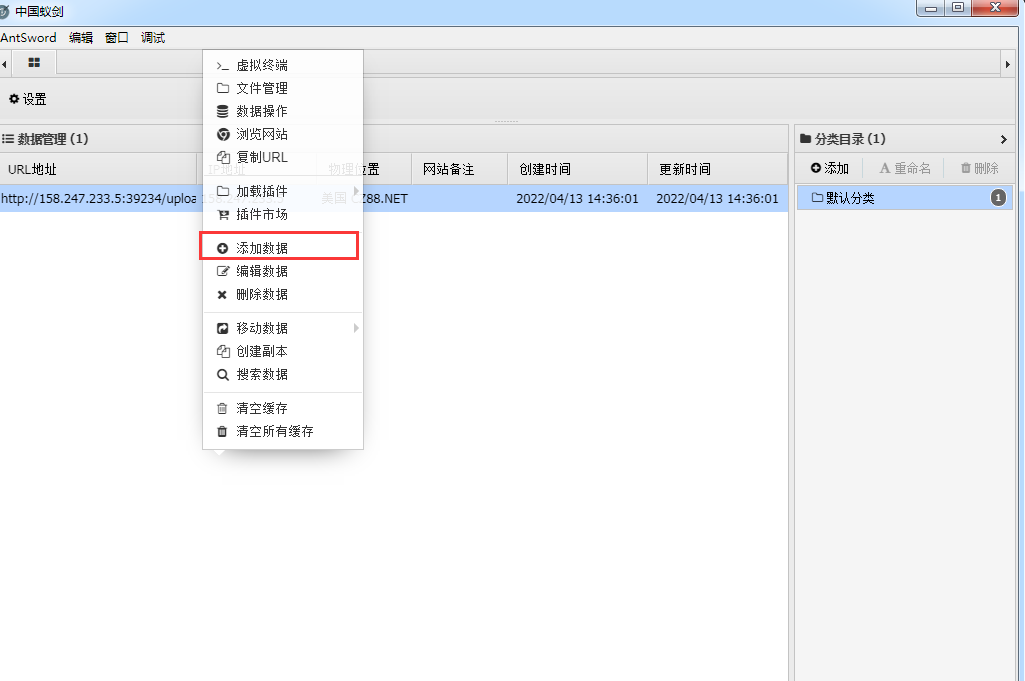 中国蚁剑
AntSword 编辑 窗口 调试
设置
数据管理 (1)
分类目录 (1)
URL地址 IP地址 物理位置 网站备注 创建时间 更新时间
添加 重命名 删除
http://158.247.233.5:39234/uploa 美国 CZ88.NET 2022/04/13 14:36:01 2022/04/13 14:36:01
默认分类 1
虚拟终端
文件管理
数据操作
浏览网站
复制URL
加载插件
插件市场
添加数据
编辑数据
删除数据
移动数据
创建副本
搜索数据
清空缓存
清空所有缓存